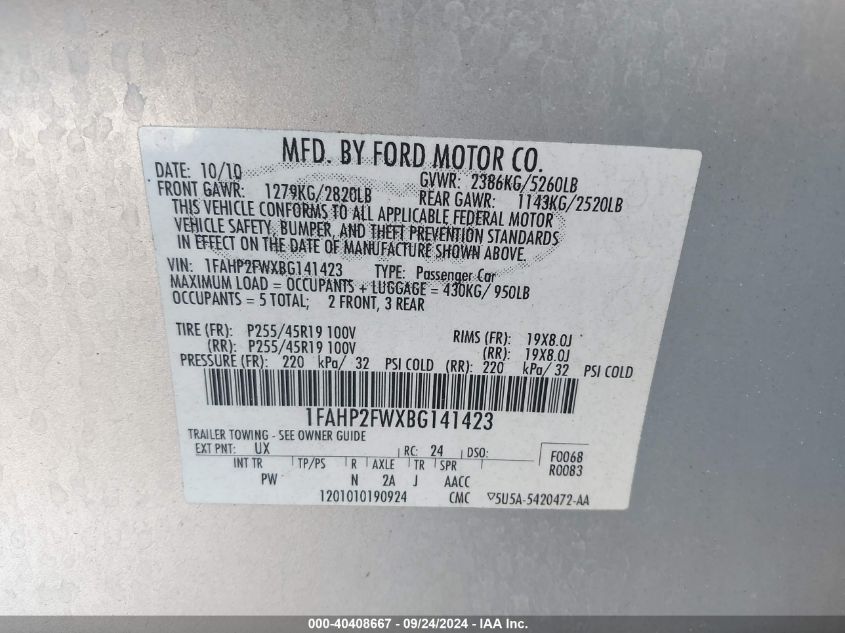 MFD. BY FORD MOTOR CO.
DATE: 10/10 GVWR: 2386KG/5260LB
FRONT GAWR: 1279KG/2820LB REAR GAWR: 1143KG/2520LB
THIS VEHICLE CONFORMS TO ALL APPLICABLE FEDERAL MOTOR
VEHICLE SAFETY, BUMPER, AND THEFT PREVENTION STANDARDS
IN EFFECT ON THE DATE OF MANUFACTURE SHOWN ABOVE.
VIN: 1FAHP2FWXBG141423 TYPE: Passenger Car
MAXIMUM LOAD = OCCUPANTS + LUGGAGE = 430KG/ 950LB
OCCUPANTS = 5 TOTAL; 2 FRONT, 3 REAR
TIRE (FR): P255/45R19 100V RIMS (FR): 19X8.0J
(RR): P255/45R19 100V (RR): 19X8.0J
PRESSURE (FR): 220 kPa/ 32 PSI COLD (RR): 220 kPa/ 32 PSI COLD
1FAHP2FWXBG141423
TRAILER TOWING - SEE OWNER GUIDE
EXT PNT: UX RC: 24 DSO: F0068
R0083
INT TR TP/PS R AXLE TR SPR
PW N 2A J AACC
1201010190924 CMC ▽5U5A-5420472-AA
000-40408667 - 09/24/2024 - IAA Inc.